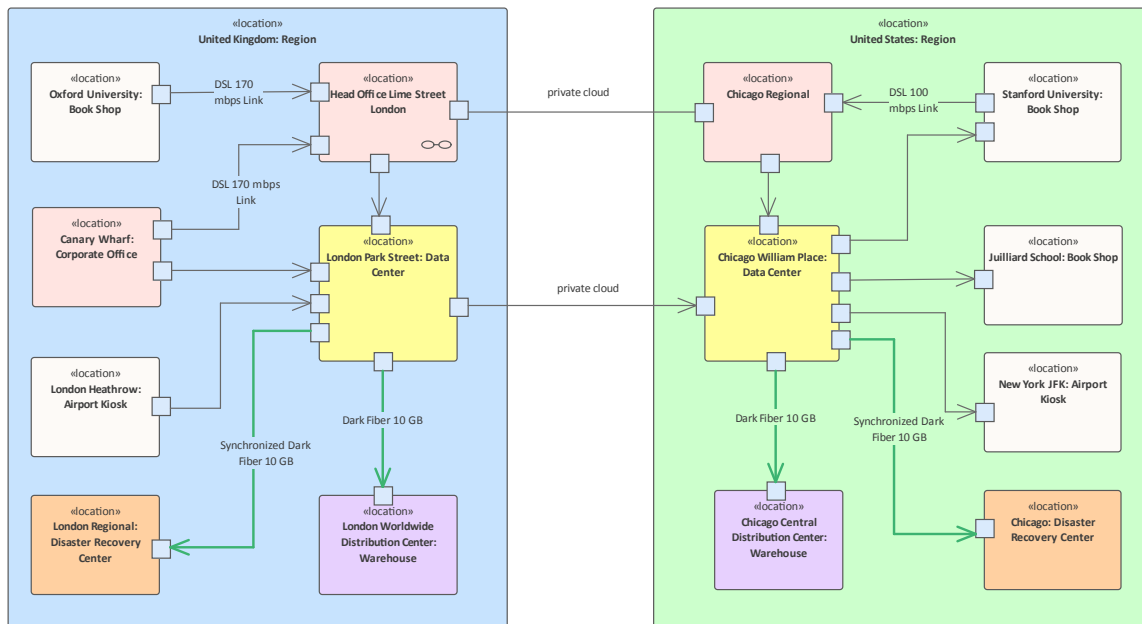 «location»
United Kingdom: Region
«location»
Oxford University:
Book Shop
DSL 170
mbps Link
«location»
Head Office Lime Street
London
DSL 170 mbps
Link
«location»
Canary Wharf:
Corporate Office
«location»
London Park Street: Data
Center
«location»
London Heathrow:
Airport Kiosk
Synchronized Dark
Fiber 10 GB
Dark Fiber 10 GB
«location»
London Regional:
Disaster Recovery
Center
«location»
London Worldwide
Distribution Center:
Warehouse
private cloud
private cloud
«location»
United States: Region
«location»
Chicago Regional
DSL 100
mbps Link
«location»
Stanford University:
Book Shop
«location»
Chicago William Place:
Data Center
«location»
Juilliard School: Book Shop
«location»
New York JFK: Airport
Kiosk
Dark Fiber 10 GB
Synchronized Dark
Fiber 10 GB
«location»
Chicago Central
Distribution Center:
Warehouse
«location»
Chicago: Disaster
Recovery Center